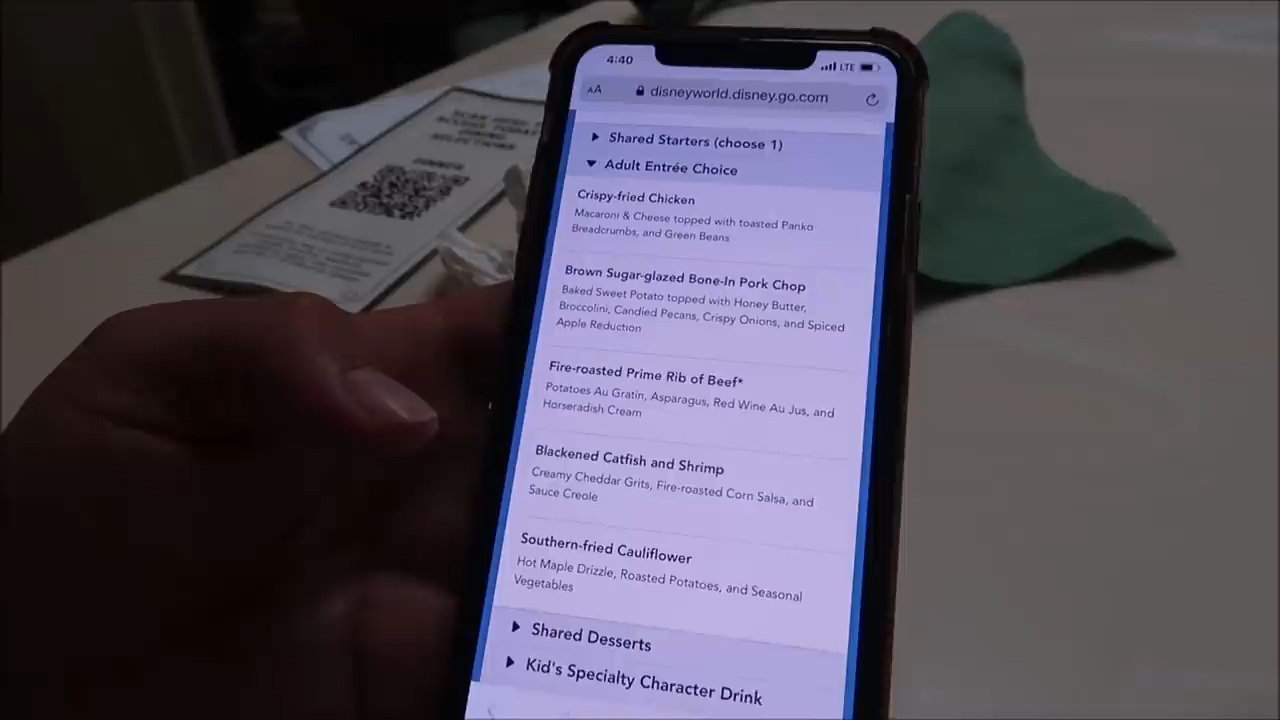 4:40
LTE
AA
disneyworld.disney.go.com
Shared Starters (choose 1)
Adult Entrée Choice
Crispy-fried Chicken
Macaroni & Cheese topped with toasted Panko
Breadcrumbs, and Green Beans
Brown Sugar-glazed Bone-In Pork Chop
Baked Sweet Potato topped with Honey Butter,
Broccolini, Candied Pecans, Crispy Onions, and Spiced
Apple Reduction
Fire-roasted Prime Rib of Beef*
Potatoes Au Gratin, Asparagus, Red Wine Au Jus, and
Horseradish Cream
Blackened Catfish and Shrimp
Creamy Cheddar Grits, Fire-roasted Corn Salsa, and
Sauce Creole
Southern-fried Cauliflower
Hot Maple Drizzle, Roasted Potatoes, and Seasonal
Vegetables
Shared Desserts
Kid's Specialty Character Drink